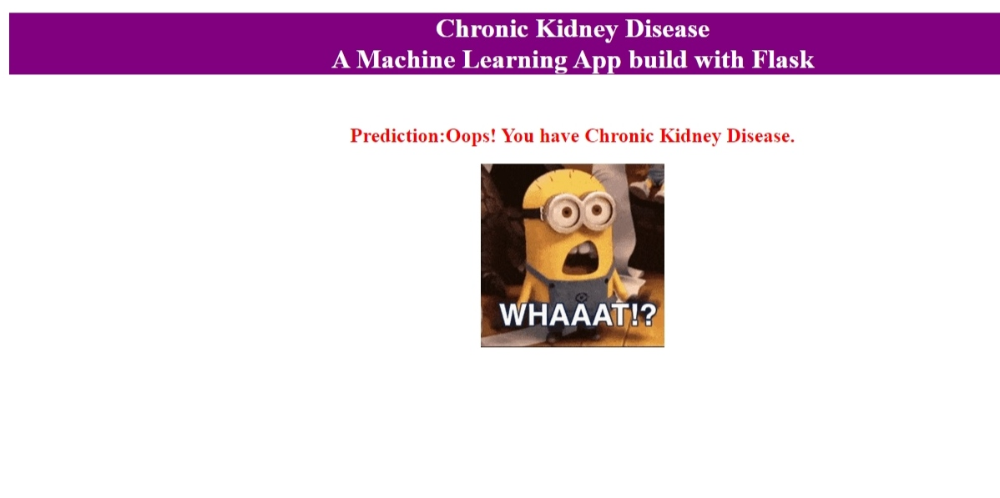 Chronic Kidney Disease
A Machine Learning App build with Flask
Prediction:Oops! You have Chronic Kidney Disease.
WHAAAT!?